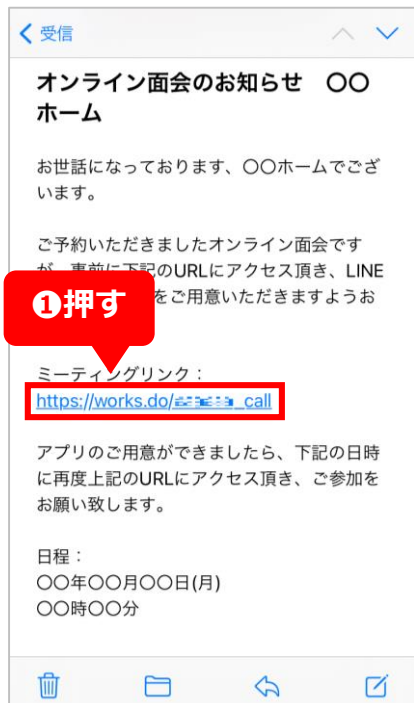 受信
オンライン面会のお知らせ　〇〇
ホーム
お世話になっております、〇〇ホームでござ
います。
ご予約いただきましたオンライン面会です
が、事前に下記のURLにアクセス頂き、LINE
をご用意いただきますようお
❶押す
ミーティングリンク：
https://works.do/ _call
アプリのご用意ができましたら、下記の日時
に再度上記のURLにアクセス頂き、ご参加を
お願い致します。
日程：
〇〇年〇〇月〇〇日(月)
〇〇時〇〇分